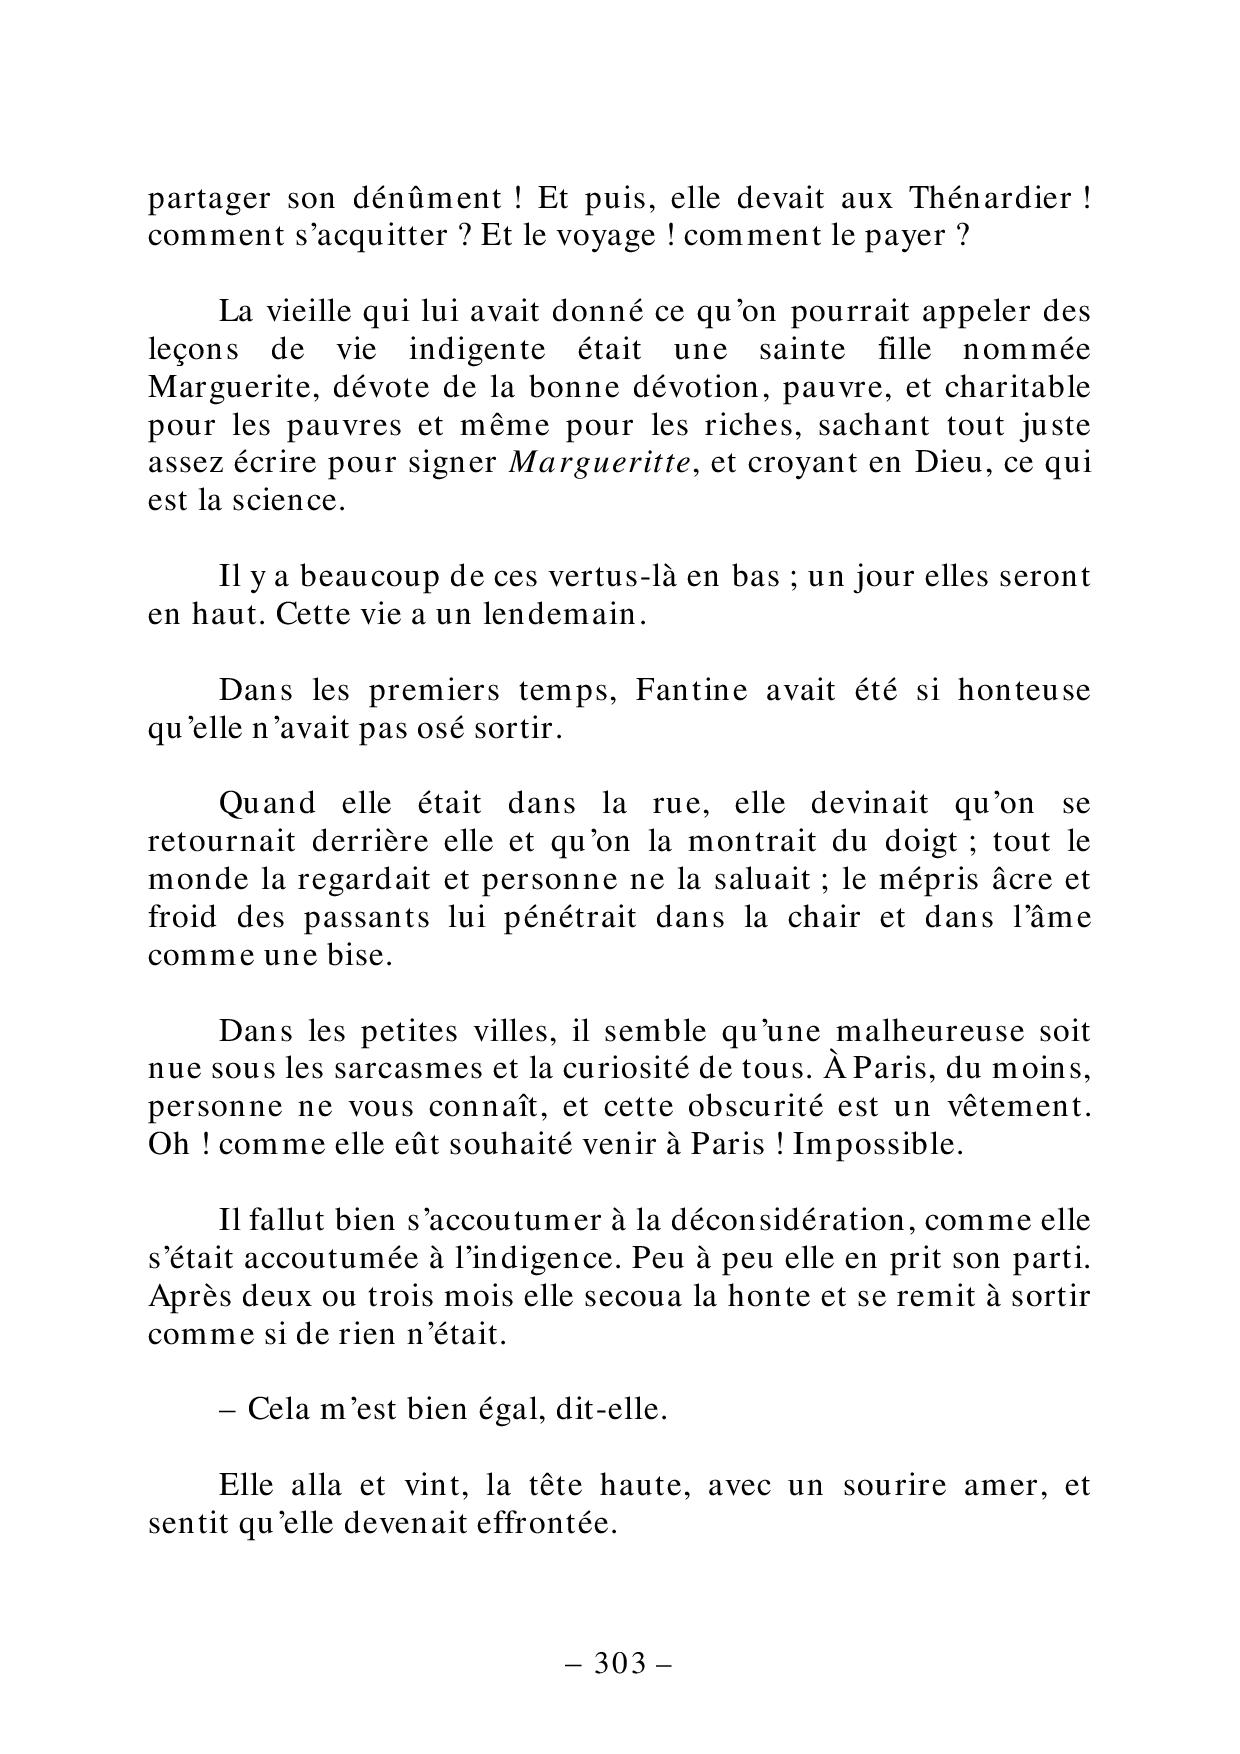 partager son dénûment ! Et puis, elle devait aux Thénardier !
comment s’acquitter ? Et le voyage ! comment le payer ?
La vieille qui lui avait donné ce qu’on pourrait appeler des
leçons de vie indigente était une sainte fille nommée
Marguerite, dévote de la bonne dévotion, pauvre, et charitable
pour les pauvres et même pour les riches, sachant tout juste
assez écrire pour signer Margueritte, et croyant en Dieu, ce qui
est la science.
Il y a beaucoup de ces vertus-là en bas ; un jour elles seront
en haut. Cette vie a un lendemain.
Dans les premiers temps, Fantine avait été si honteuse
qu’elle n’avait pas osé sortir.
Quand elle était dans la rue, elle devinait qu’on se
retournait derrière elle et qu’on la montrait du doigt ; tout le
monde la regardait et personne ne la saluait ; le mépris âcre et
froid des passants lui pénétrait dans la chair et dans l’âme
comme une bise.
Dans les petites villes, il semble qu’une malheureuse soit
nue sous les sarcasmes et la curiosité de tous. À Paris, du moins,
personne ne vous connaît, et cette obscurité est un vêtement.
Oh ! comme elle eût souhaité venir à Paris ! Impossible.
Il fallut bien s’accoutumer à la déconsidération, comme elle
s’était accoutumée à l’indigence. Peu à peu elle en prit son parti.
Après deux ou trois mois elle secoua la honte et se remit à sortir
comme si de rien n’était.
– Cela m’est bien égal, dit-elle.
Elle alla et vint, la tête haute, avec un sourire amer, et
sentit qu’elle devenait effrontée.
– 303 –